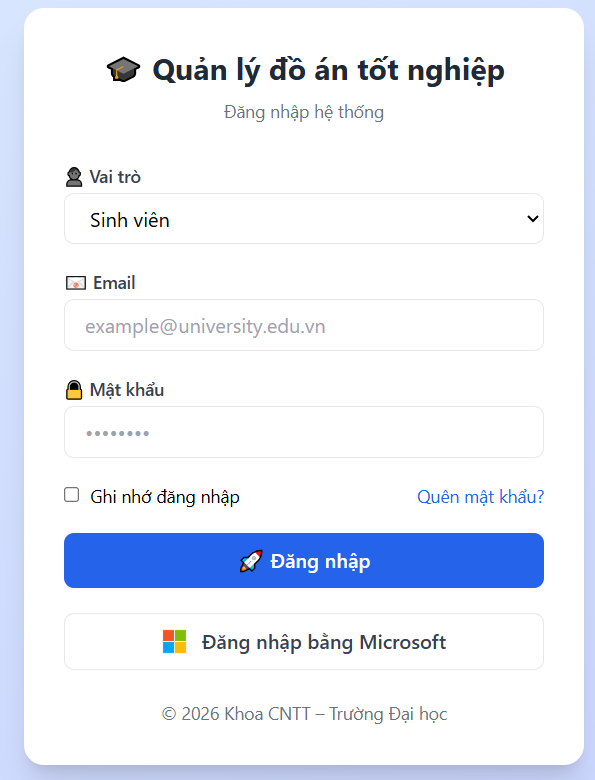 🎓 Quản lý đồ án tốt nghiệp
Đăng nhập hệ thống
Vai trò
Sinh viên
Email
example@university.edu.vn
Mật khẩu
••••••••
Ghi nhớ đăng nhập Quên mật khẩu?
🚀 Đăng nhập
Đăng nhập bằng Microsoft
© 2026 Khoa CNTT – Trường Đại học